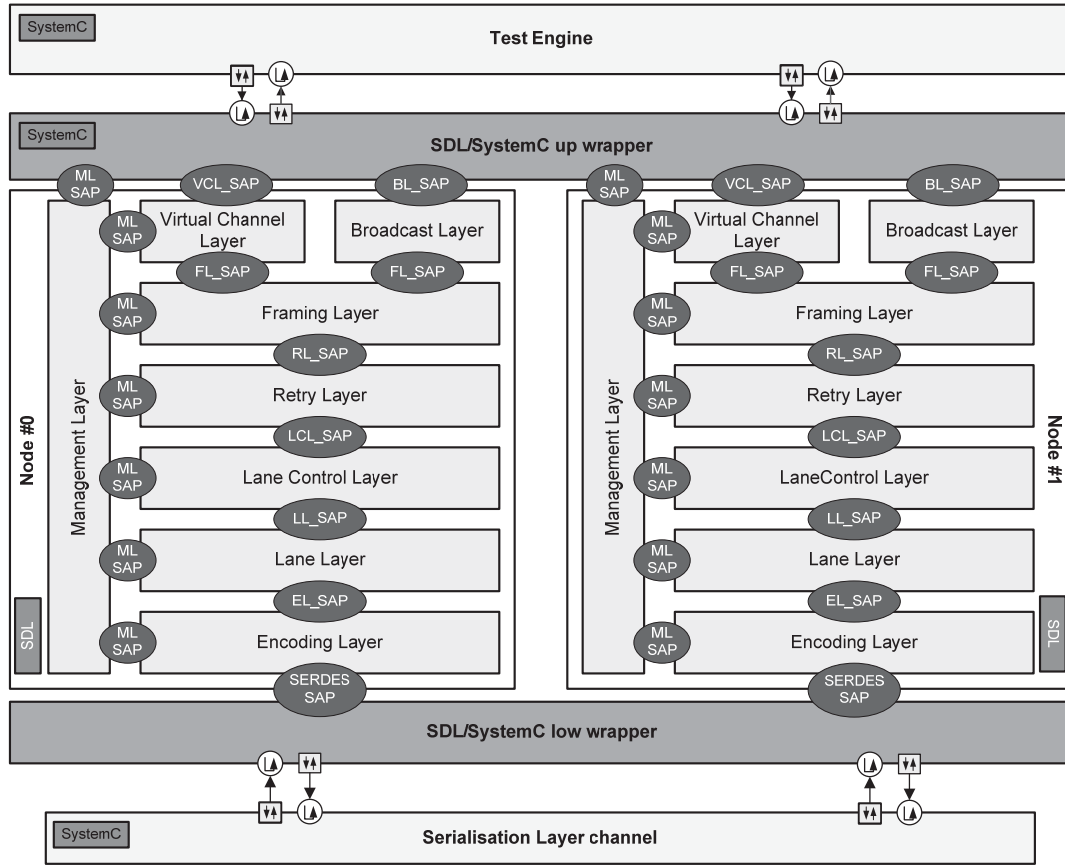 SystemC
Test Engine
SystemC
SDL/SystemC up wrapper
ML
SAP
VCL_SAP
BL_SAP
ML
SAP
VCL_SAP
BL_SAP
ML
SAP
Virtual Channel
Layer
Broadcast Layer
ML
SAP
Virtual Channel
Layer
Broadcast Layer
FL_SAP
FL_SAP
FL_SAP
FL_SAP
ML
SAP
Framing Layer
ML
SAP
Framing Layer
RL_SAP
RL_SAP
Node #0
Management Layer
ML
SAP
Retry Layer
Management Layer
ML
SAP
Retry Layer
Node #1
LCL_SAP
LCL_SAP
ML
SAP
Lane Control Layer
ML
SAP
LaneControl Layer
LL_SAP
LL_SAP
ML
SAP
Lane Layer
ML
SAP
Lane Layer
EL_SAP
EL_SAP
SDL
ML
SAP
Encoding Layer
ML
SAP
Encoding Layer
SDL
SERDES
SAP
SERDES
SAP
SDL/SystemC low wrapper
SystemC
Serialisation Layer channel